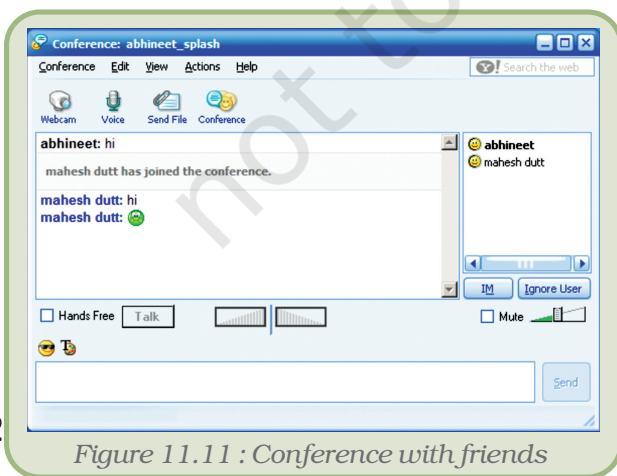 Conference: abhineet_splash
Conference Edit View Actions Help
Y! Search the web
Webcam Voice Send File Conference
abhineet: hi
mahesh dutt has joined the conference.
mahesh dutt: hi
mahesh dutt:
abhineet
mahesh dutt
IM Ignore User
Hands Free Talk
Mute
Send
Figure 11.11 : Conference with friends
not to